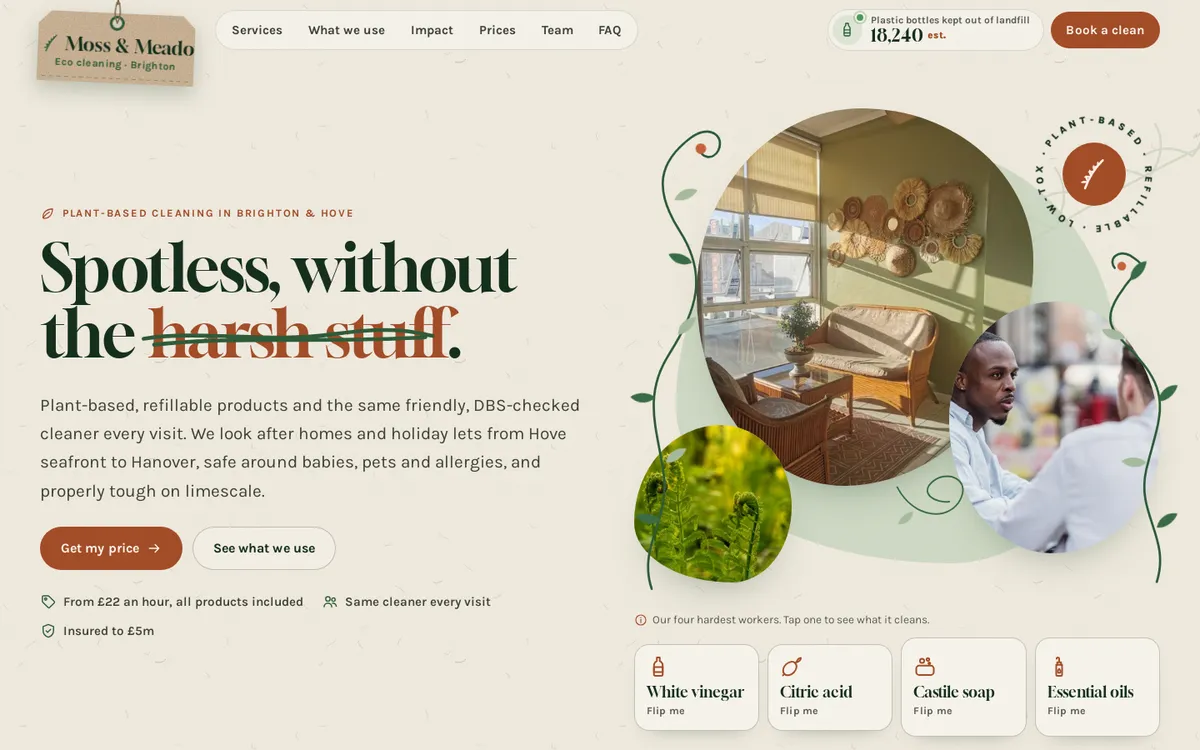 Moss & Meado
Eco cleaning · Brighton
Services
What we use
Impact
Prices
Team
FAQ
Plastic bottles kept out of landfill
18,240 est.
Book a clean
PLANT-BASED · REFILLABLE · LOW-TOX ·
PLANT-BASED CLEANING IN BRIGHTON & HOVE
Spotless, without
the harsh stuff.
Plant-based, refillable products and the same friendly, DBS-checked
cleaner every visit. We look after homes and holiday lets from Hove
seafront to Hanover, safe around babies, pets and allergies, and
properly tough on limescale.
Get my price
See what we use
From £22 an hour, all products included
Same cleaner every visit
Insured to £5m
Our four hardest workers. Tap one to see what it cleans.
White vinegar
Flip me
Citric acid
Flip me
Castile soap
Flip me
Essential oils
Flip me